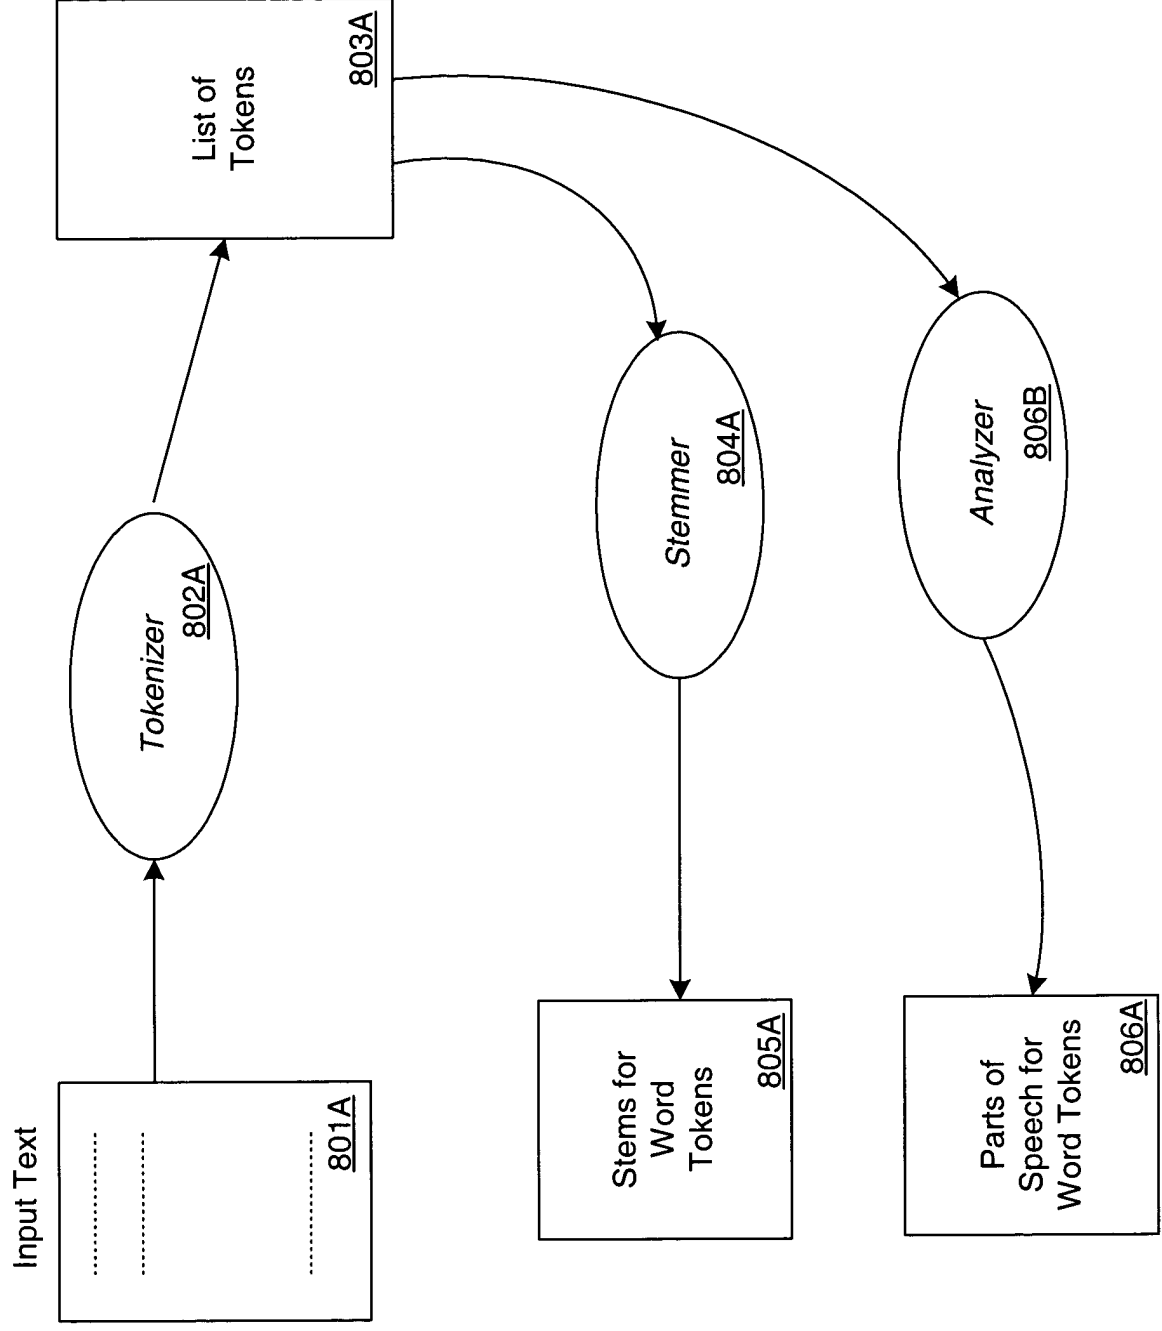 Input Text
801A
Tokenizer
802A
List of
Tokens
803A
Stems for
Word
Tokens
805A
Stemmer
804A
Parts of
Speech for
Word Tokens
806A
Analyzer
806B